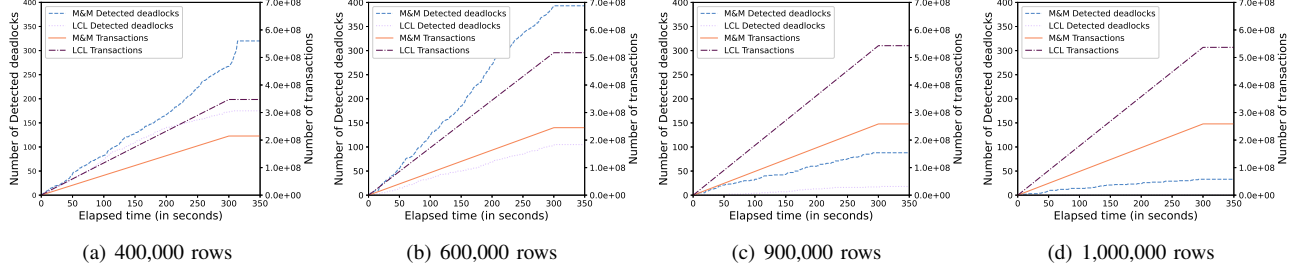 Number of Detected deadlocks
400
350
300
250
200
150
100
50
0
M&M Detected deadlocks
LCL Detected deadlocks
M&M Transactions
LCL Transactions
7.0e+08
6.0e+08
5.0e+08
4.0e+08
3.0e+08
2.0e+08
1.0e+08
0.0e+00
Number of transactions
0 50 100 150 200 250 300 350
Elapsed time (in seconds)
(a) 400,000 rows
Number of Detected deadlocks
400
350
300
250
200
150
100
50
0
M&M Detected deadlocks
LCL Detected deadlocks
M&M Transactions
LCL Transactions
7.0e+08
6.0e+08
5.0e+08
4.0e+08
3.0e+08
2.0e+08
1.0e+08
0.0e+00
Number of transactions
0 50 100 150 200 250 300 350
Elapsed time (in seconds)
(b) 600,000 rows
Number of Detected deadlocks
400
350
300
250
200
150
100
50
0
M&M Detected deadlocks
LCL Detected deadlocks
M&M Transactions
LCL Transactions
7.0e+08
6.0e+08
5.0e+08
4.0e+08
3.0e+08
2.0e+08
1.0e+08
0.0e+00
Number of transactions
0 50 100 150 200 250 300 350
Elapsed time (in seconds)
(c) 900,000 rows
Number of Detected deadlocks
400
350
300
250
200
150
100
50
0
M&M Detected deadlocks
LCL Detected deadlocks
M&M Transactions
LCL Transactions
7.0e+08
6.0e+08
5.0e+08
4.0e+08
3.0e+08
2.0e+08
1.0e+08
0.0e+00
Number of transactions
0 50 100 150 200 250 300 350
Elapsed time (in seconds)
(d) 1,000,000 rows